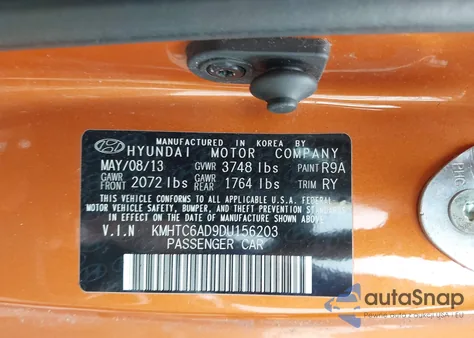 MANUFACTURED IN KOREA BY
HYUNDAI MOTOR COMPANY
MAY/08/13 GVWR 3748 lbs PAINT R9A
GAWR FRONT 2072 lbs GAWR REAR 1764 lbs TRIM RY
THIS VEHICLE CONFORMS TO ALL APPLICABLE U.S.A. FEDERAL
MOTOR VEHICLE SAFETY, BUMPER, AND THEFT PREVENTION
STANDARDS IN EFFECT ON THE DATE OF MANUFACTURE SHOWN ABOVE.
V.I.N KMHTC6AD9DU156203
PASSENGER CAR
autoSnap